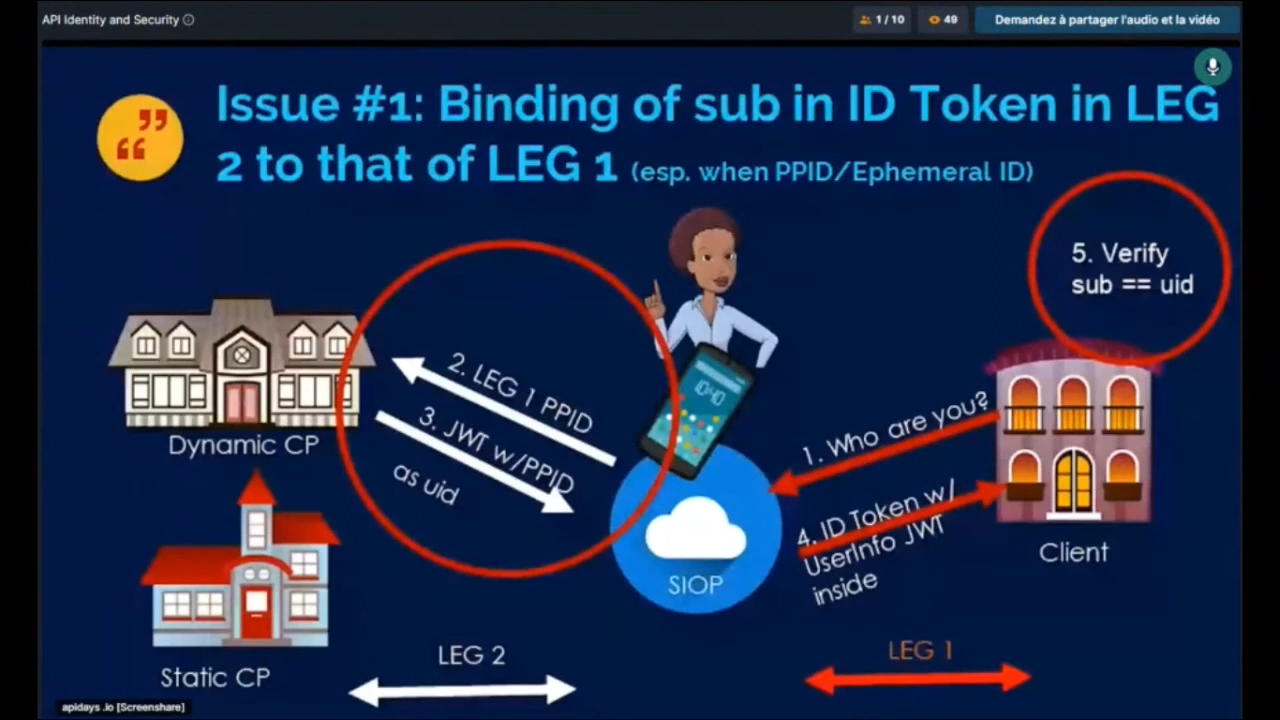 API Identity and Security
1 / 10
49
Demandez à partager l'audio et la vidéo
Issue #1: Binding of sub in ID Token in LEG
2 to that of LEG 1 (esp. when PPID/Ephemeral ID)
5. Verify
sub == uid
2. LEG 1 PPID
3. JWT w/PPID
as uid
10:40
1. Who are you?
4. ID Token w/
UserInfo JWT
inside
Dynamic CP
SIOP
Client
Static CP
LEG 2
LEG 1
apidays .io [Screenshare]